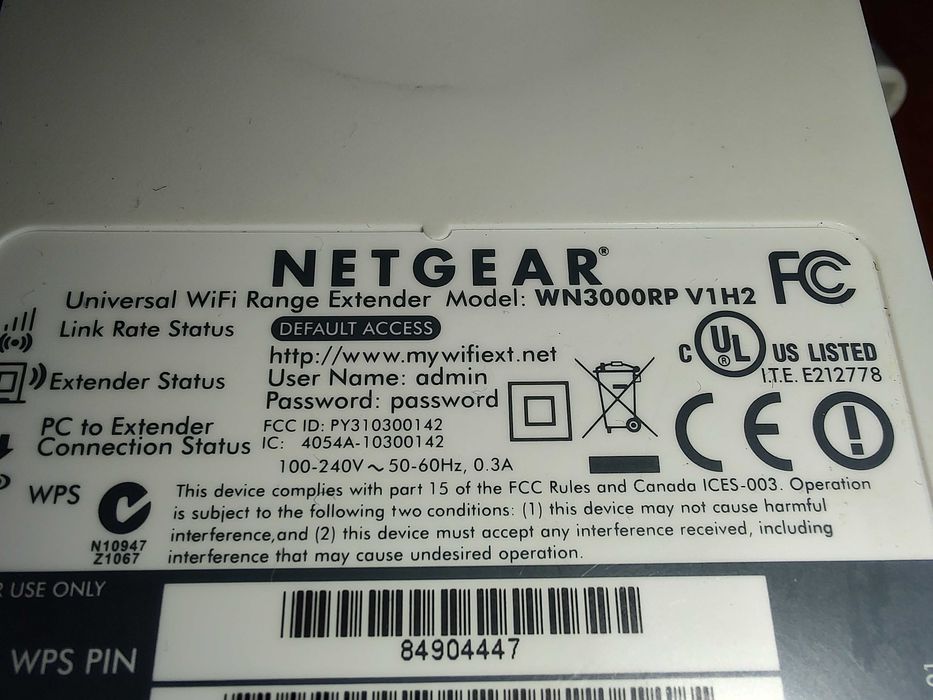 NETGEAR®
Universal WiFi Range Extender Model: WN3000RP V1H2
FCC
Link Rate Status
DEFAULT ACCESS
http://www.mywifiext.net
User Name: admin
Password: password
Extender Status
C UL® US LISTED
I.T.E. E212778
PC to Extender
Connection Status
FCC ID: PY310300142
IC: 4054A-10300142
CE
100-240V ~ 50-60Hz, 0.3A
WPS
N10947
Z1067
This device complies with part 15 of the FCC Rules and Canada ICES-003. Operation
is subject to the following two conditions: (1) this device may not cause harmful
interference,and (2) this device must accept any interference received, including
interference that may cause undesired operation.
USE ONLY
WPS PIN
84904447